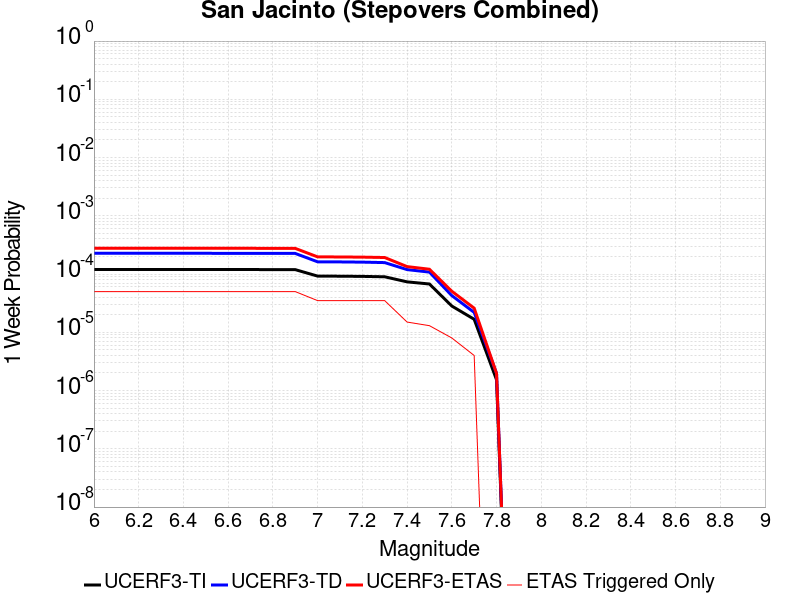 San Jacinto (Stepovers Combined)
10^0
10^-1
10^-2
10^-3
10^-4
10^-5
10^-6
10^-7
10^-8
1 Week Probability
6 6.2 6.4 6.6 6.8 7 7.2 7.4 7.6 7.8 8 8.2 8.4 8.6 8.8 9
Magnitude
UCERF3-TI UCERF3-TD UCERF3-ETAS ETAS Triggered Only